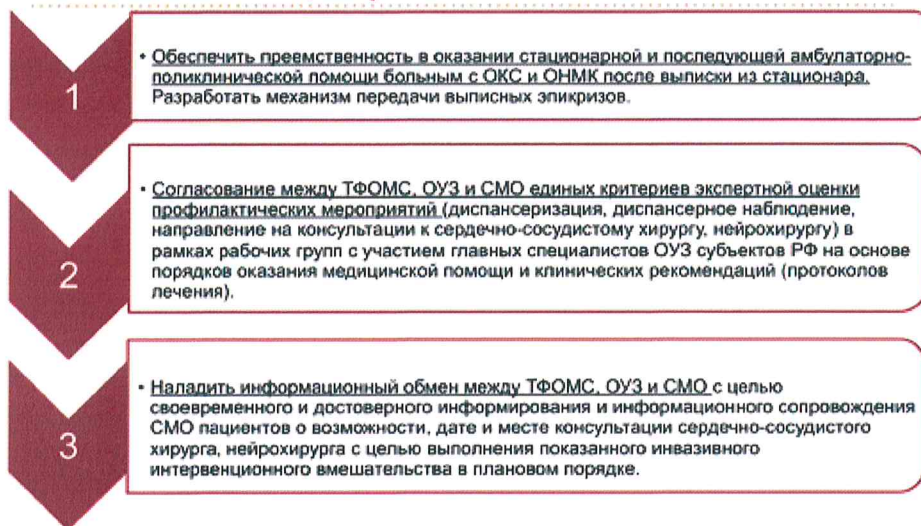 1
• Обеспечить преемственность в оказании стационарной и последующей амбулаторно-
поликлинической помощи больным с ОКС и ОНМК после выписки из стационара.
Разработать механизм передачи выписных эпикризов.
2
• Согласование между ТФОМС, ОУЗ и СМО единых критериев экспертной оценки
профилактических мероприятий (диспансеризация, диспансерное наблюдение,
направление на консультации к сердечно-сосудистому хирургу, нейрохирургу) в
рамках рабочих групп с участием главных специалистов ОУЗ субъектов РФ на основе
порядков оказания медицинской помощи и клинических рекомендаций (протоколов
лечения).
3
• Наладить информационный обмен между ТФОМС, ОУЗ и СМО с целью
своевременного и достоверного информирования и информационного сопровождения
СМО пациентов о возможности, дате и месте консультации сердечно-сосудистого
хирурга, нейрохирурга с целью выполнения показанного инвазивного
интервенционного вмешательства в плановом порядке.